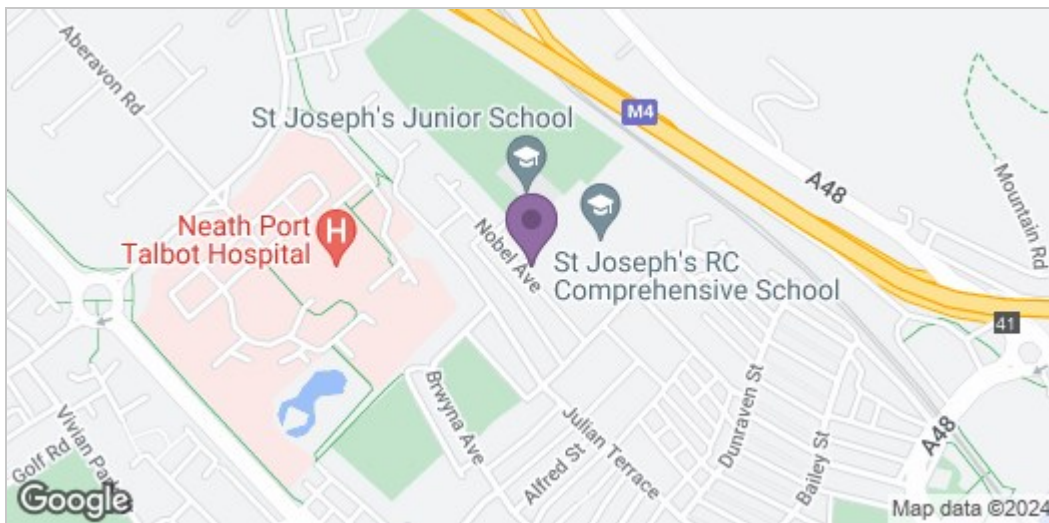 Aberavon Rd
M4
St Joseph's Junior School
A48
Mountain Rd
Neath Port
Talbot Hospital
H
Nobel Ave
St Joseph's RC
Comprehensive School
41
Brwyna Ave
Julian Terrace
Dunraven St
Alfred St
Bailey St
A48
Golf Rd
Vivian Park
Google
Map data ©2024